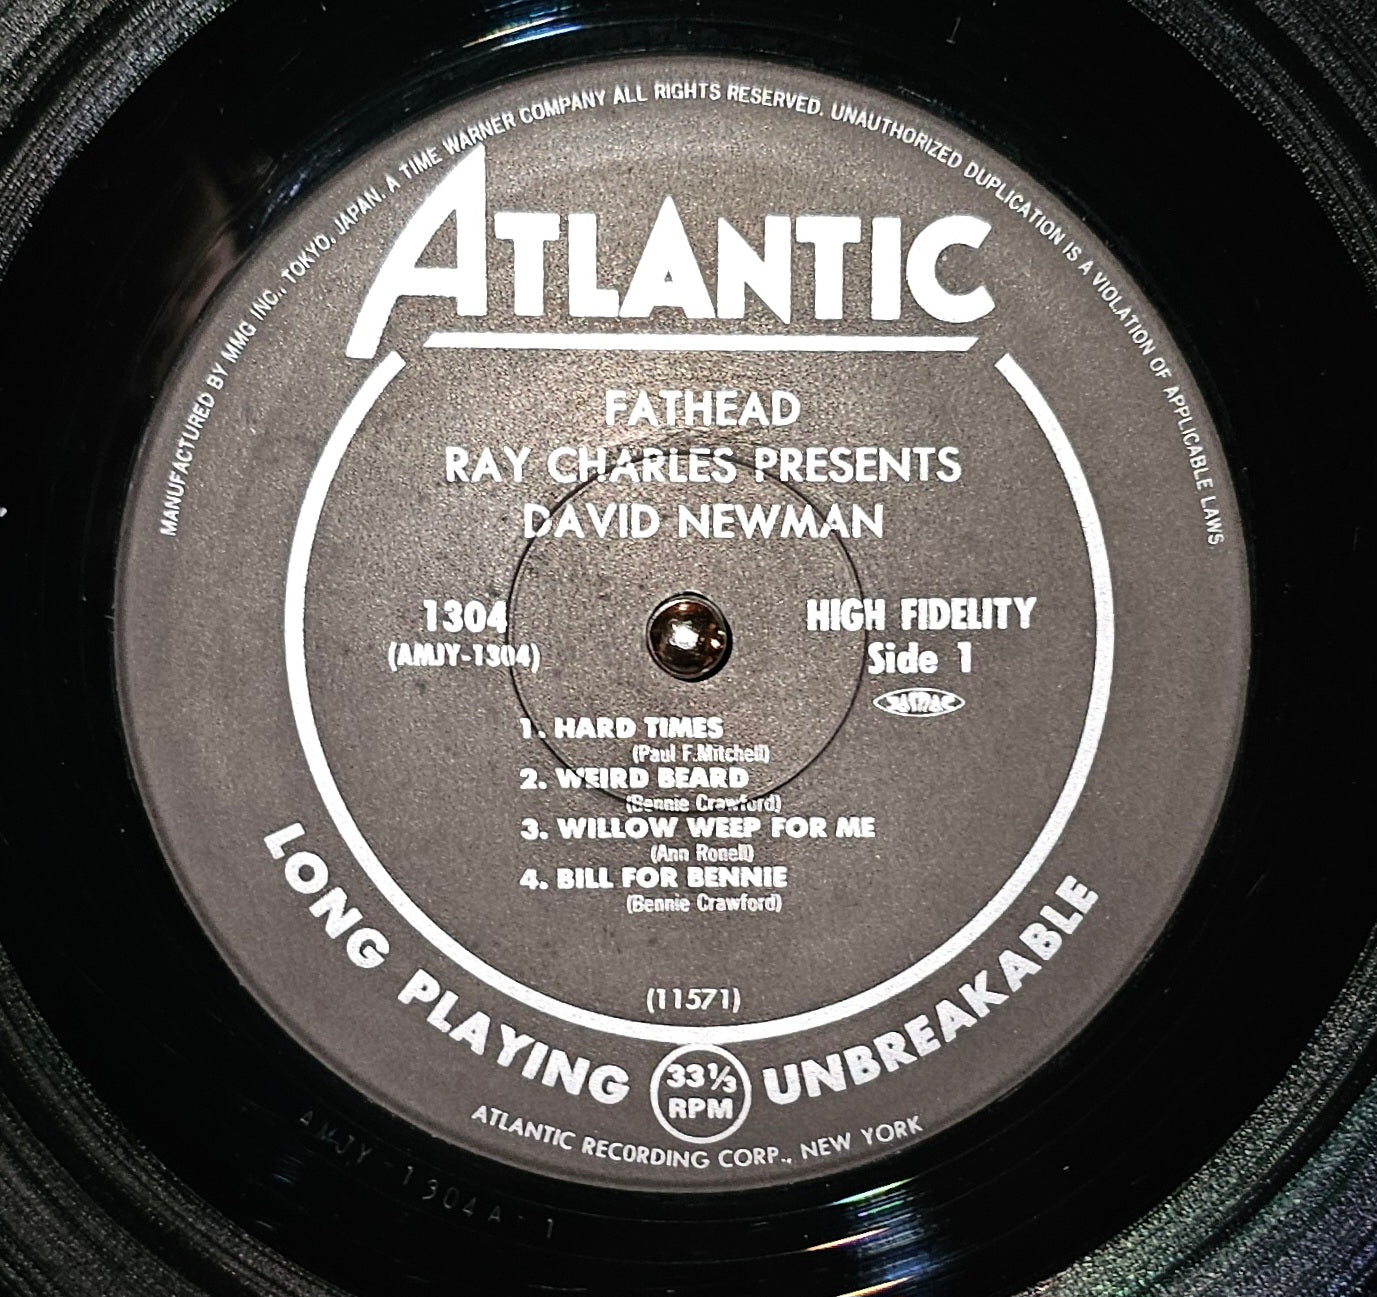 MANUFACTURED BY MMG INC., TOKYO, JAPAN, A TIME WARNER COMPANY ALL RIGHTS RESERVED. UNAUTHORIZED DUPLICATION IS A VIOLATION OF APPLICABLE LAWS.
ATLANTIC
FATHEAD
RAY CHARLES PRESENTS
DAVID NEWMAN
1304
(AMJY-1304)
HIGH FIDELITY
Side 1
1. HARD TIMES
(Paul F.Mitchell)
2. WEIRD BEARD
(Bennie Crawford)
3. WILLOW WEEP FOR ME
(Ann Ronell)
4. BILL FOR BENNIE
(Bennie Crawford)
(11571)
LONG PLAYING
33⅓
RPM
UNBREAKABLE
ATLANTIC RECORDING CORP., NEW YORK
AMJY-1304A-1